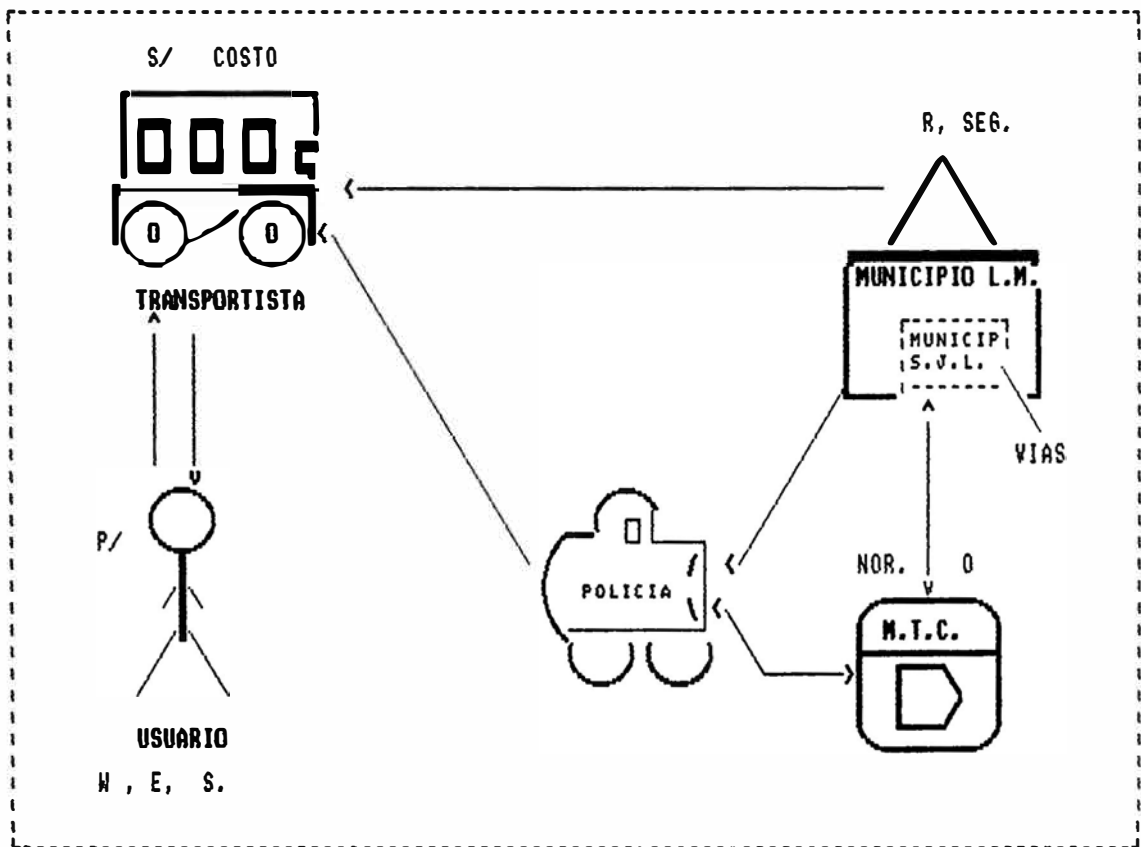 S/ COSTO
R, SEG.
MUNICIPIO L.M.
TRANSPORTISTA
MUNICIP
S.J.L.
VIAS
P/
NOR. O
POLICIA
M.T.C.
USUARIO
W , E, S.